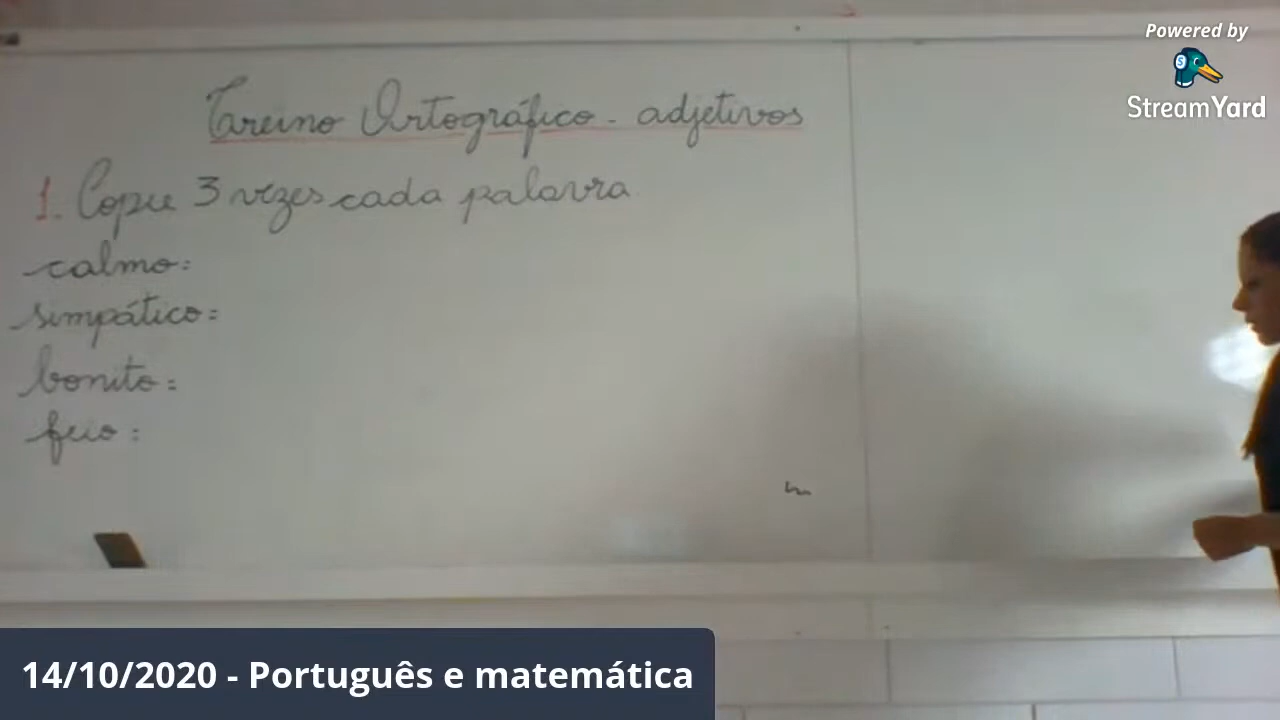 Powered by
StreamYard
Treino Ortográfico - adjetivos
1. Copie 3 vezes cada palavra
calmo:
simpático:
bonito:
feio:
14/10/2020 - Português e matemática